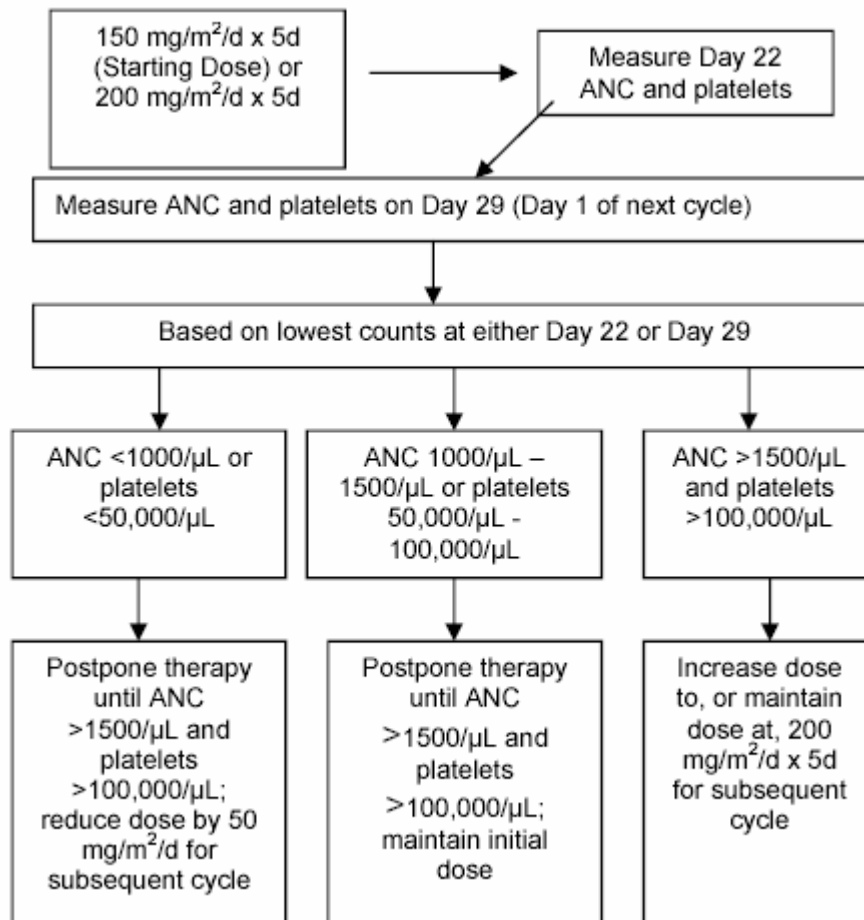 150 mg/m²/d x 5d
(Starting Dose) or
200 mg/m²/d x 5d
Measure Day 22
ANC and platelets
Measure ANC and platelets on Day 29 (Day 1 of next cycle)
Based on lowest counts at either Day 22 or Day 29
ANC <1000/µL or
platelets
<50,000/µL
ANC 1000/µL –
1500/µL or platelets
50,000/µL -
100,000/µL
ANC >1500/µL
and platelets
>100,000/µL
Postpone therapy
until ANC
>1500/µL and
platelets
>100,000/µL;
reduce dose by 50
mg/m²/d for
subsequent cycle
Postpone therapy
until ANC
>1500/µL and
platelets
>100,000/µL;
maintain initial
dose
Increase dose
to, or maintain
dose at, 200
mg/m²/d x 5d
for subsequent
cycle